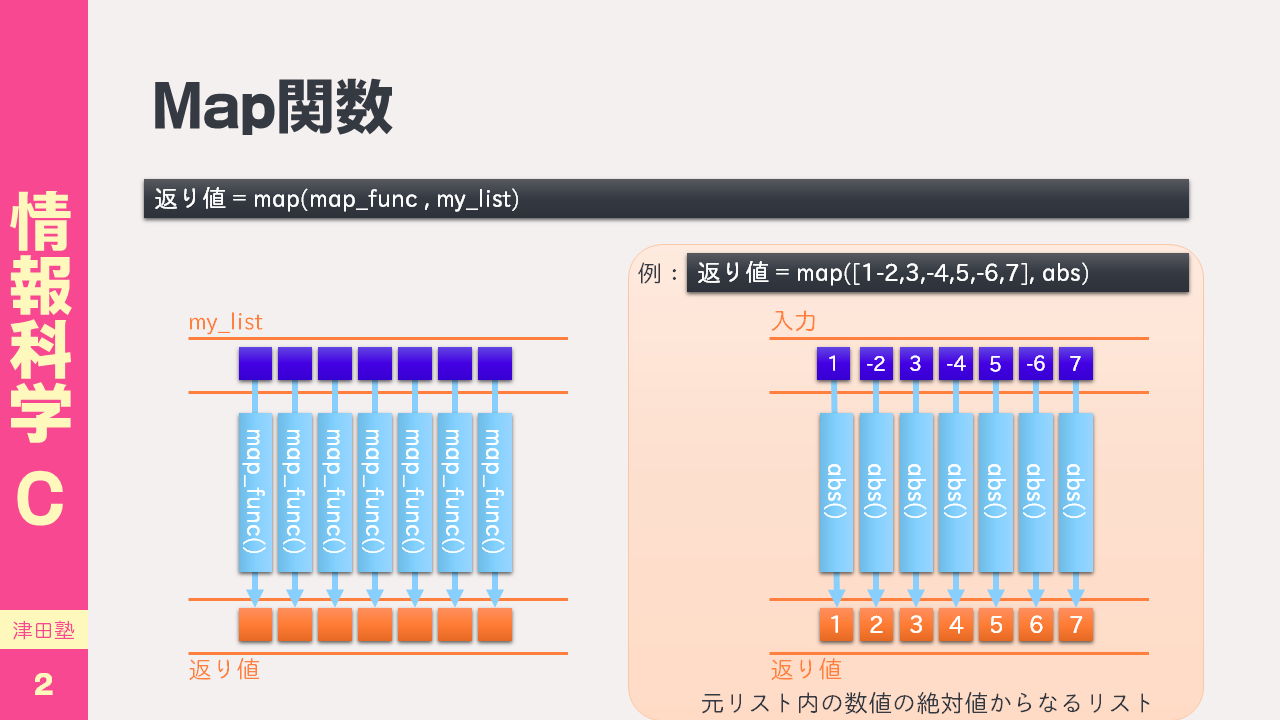 情報科学 C
津田塾
2
Map関数
返り値 = map(map_func , my_list)
my_list
map_func() map_func() map_func() map_func() map_func() map_func() map_func()
返り値
例：
返り値 = map([1-2,3,-4,5,-6,7], abs)
入力
1 -2 3 -4 5 -6 7
abs() abs() abs() abs() abs() abs() abs()
1 2 3 4 5 6 7
返り値
元リスト内の数値の絶対値からなるリスト